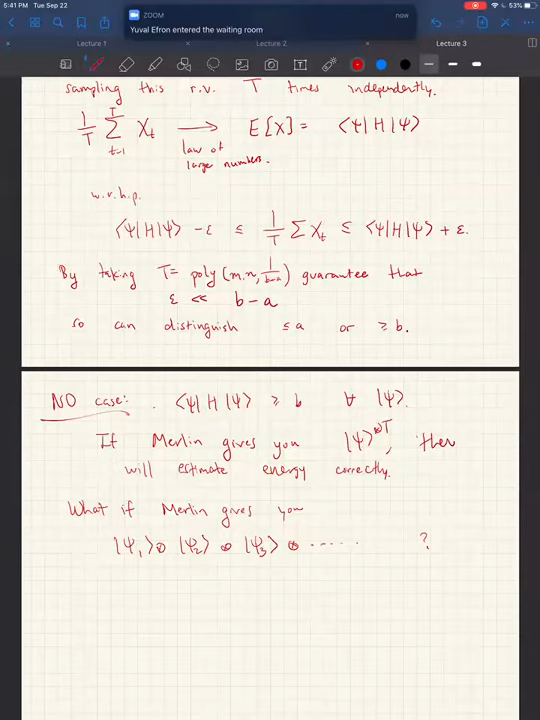 5:41 PM Tue Sep 22
53%
ZOOM
now
Yuval Efron entered the waiting room
Lecture 1
Lecture 2
Lecture 3
sampling this r.v. T times independently.
1/T ∑_{t=1}^{T} X_t ⟶ E[X] = ⟨ψ|H|ψ⟩
law of
large numbers.
w.v.h.p.
⟨ψ|H|ψ⟩ - ε ≤ 1/T ∑ X_t ≤ ⟨ψ|H|ψ⟩ + ε.
By taking T = poly(m,n,1/(b-a)) guarantee that
ε << b - a
so can distinguish ≤ a or ≥ b.
NO case: . ⟨ψ|H|ψ⟩ ≥ b ∀ |ψ⟩.
If Merlin gives you |ψ⟩^{⊗T}, then
will estimate energy correctly.
What if Merlin gives you
|ψ_1⟩ ⊗ |ψ_2⟩ ⊗ |ψ_3⟩ ⊗ ..... ?